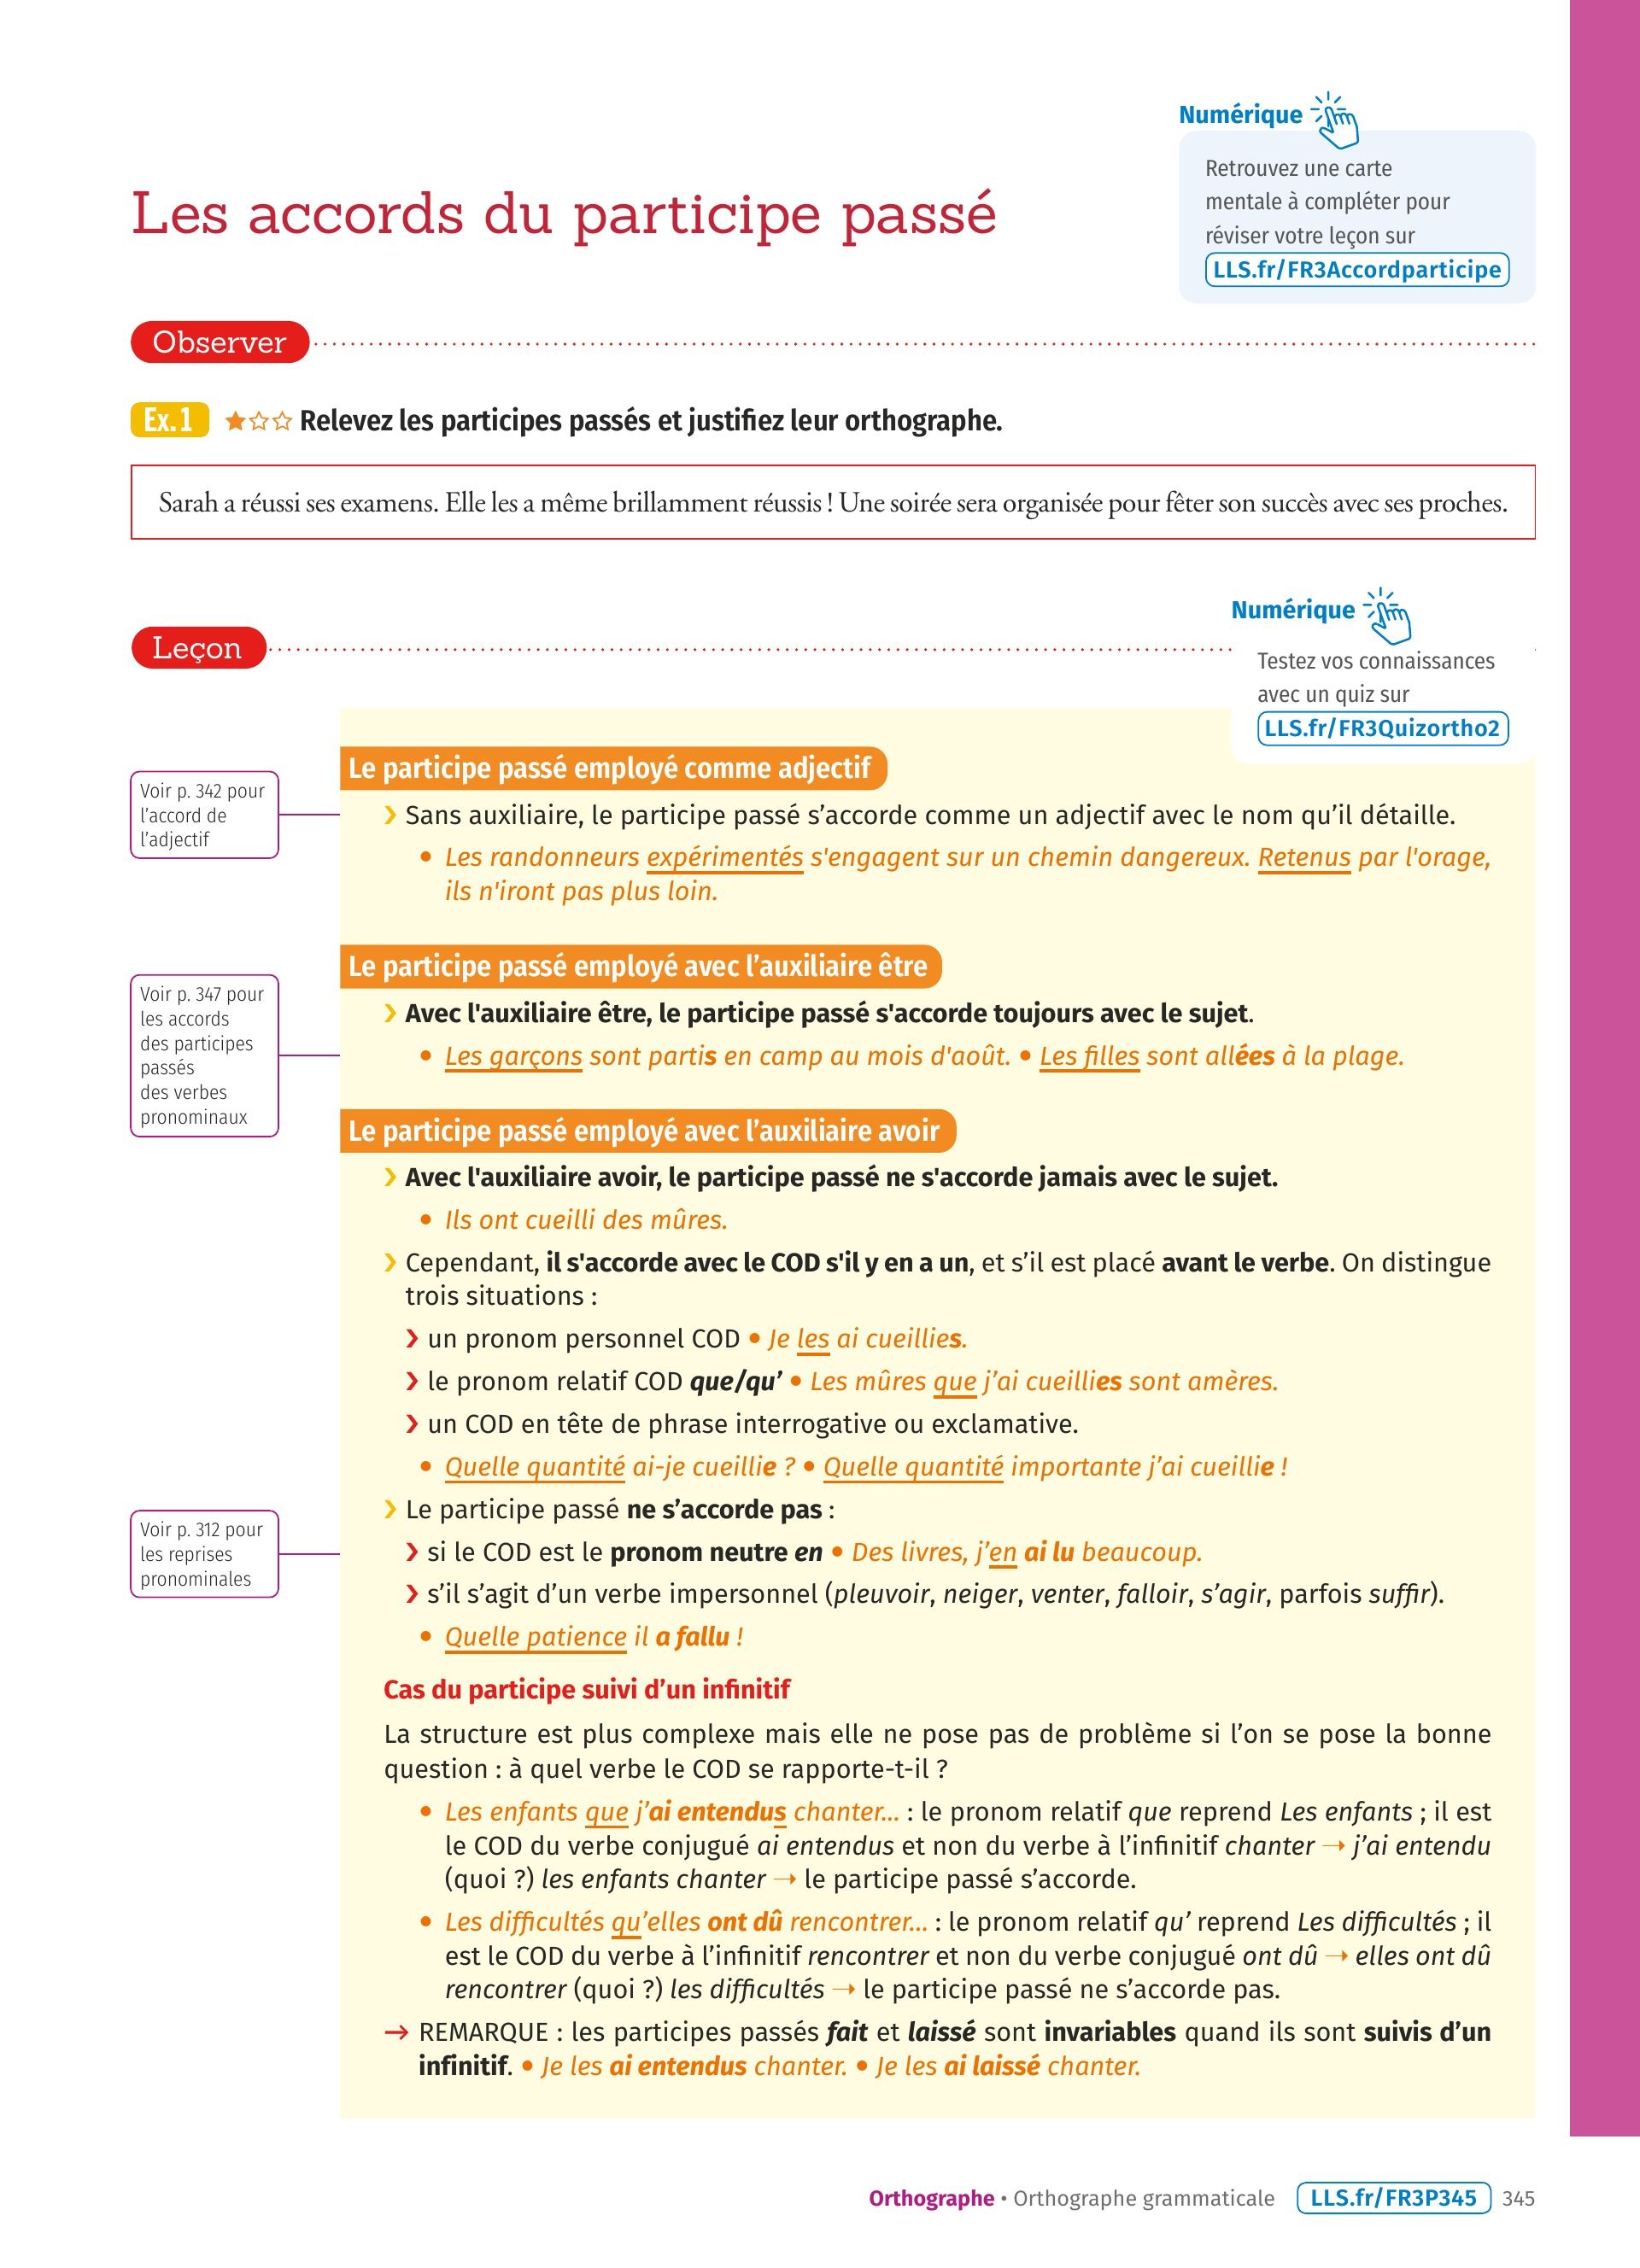 Numérique
Retrouvez une carte
mentale à compléter pour
réviser votre leçon sur
LLS.fr/FR3Accordparticipe
Les accords du participe passé
Observer
Ex. 1 Relevez les participes passés et justifiez leur orthographe.
Sarah a réussi ses examens. Elle les a même brillamment réussis ! Une soirée sera organisée pour fêter son succès avec ses proches.
Numérique
Testez vos connaissances
avec un quiz sur
LLS.fr/FR3Quizortho2
Leçon
Le participe passé employé comme adjectif
Voir p. 342 pour
l’accord de
l’adjectif
› Sans auxiliaire, le participe passé s’accorde comme un adjectif avec le nom qu’il détaille.
• Les randonneurs expérimentés s'engagent sur un chemin dangereux. Retenus par l'orage,
ils n'iront pas plus loin.
Le participe passé employé avec l’auxiliaire être
Voir p. 347 pour
les accords
des participes
passés
des verbes
pronominaux
› Avec l'auxiliaire être, le participe passé s'accorde toujours avec le sujet.
• Les garçons sont partis en camp au mois d'août. • Les filles sont allées à la plage.
Le participe passé employé avec l’auxiliaire avoir
› Avec l'auxiliaire avoir, le participe passé ne s'accorde jamais avec le sujet.
• Ils ont cueilli des mûres.
› Cependant, il s'accorde avec le COD s'il y en a un, et s’il est placé avant le verbe. On distingue
trois situations :
› un pronom personnel COD • Je les ai cueillies.
› le pronom relatif COD que/qu’ • Les mûres que j’ai cueillies sont amères.
› un COD en tête de phrase interrogative ou exclamative.
• Quelle quantité ai-je cueillie ? • Quelle quantité importante j’ai cueillie !
› Le participe passé ne s’accorde pas :
Voir p. 312 pour
les reprises
pronominales
› si le COD est le pronom neutre en • Des livres, j’en ai lu beaucoup.
› s’il s’agit d’un verbe impersonnel (pleuvoir, neiger, venter, falloir, s’agir, parfois suffir).
• Quelle patience il a fallu !
Cas du participe suivi d’un infinitif
La structure est plus complexe mais elle ne pose pas de problème si l’on se pose la bonne
question : à quel verbe le COD se rapporte-t-il ?
• Les enfants que j’ai entendus chanter... : le pronom relatif que reprend Les enfants ; il est
le COD du verbe conjugué ai entendus et non du verbe à l’infinitif chanter → j’ai entendu
(quoi ?) les enfants chanter → le participe passé s’accorde.
• Les difficultés qu’elles ont dû rencontrer... : le pronom relatif qu’ reprend Les difficultés ; il
est le COD du verbe à l’infinitif rencontrer et non du verbe conjugué ont dû → elles ont dû
rencontrer (quoi ?) les difficultés → le participe passé ne s’accorde pas.
→ REMARQUE : les participes passés fait et laissé sont invariables quand ils sont suivis d’un
infinitif. • Je les ai entendus chanter. • Je les ai laissé chanter.
Orthographe • Orthographe grammaticale LLS.fr/FR3P345 345